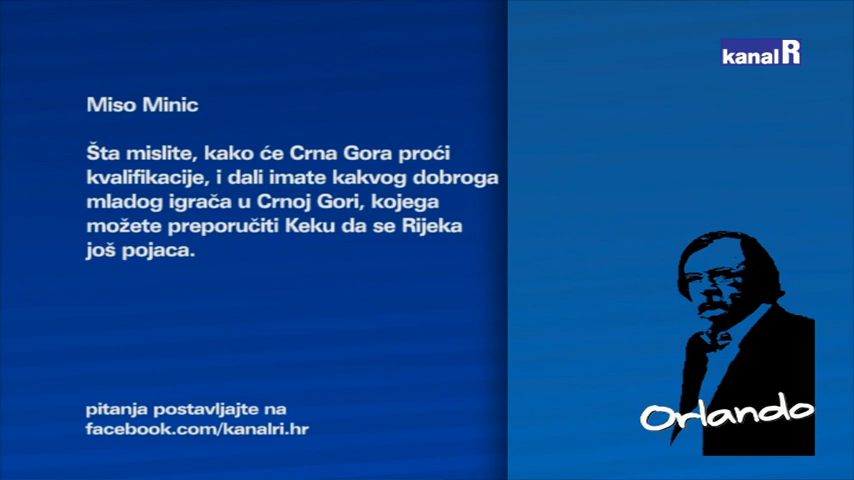 kanal R
Miso Minic
Šta mislite, kako će Crna Gora proći
kvalifikacije, i dali imate kakvog dobroga
mladog igrača u Crnoj Gori, kojega
možete preporučiti Keku da se Rijeka
još pojaca.
pitanja postavljajte na
facebook.com/kanalri.hr
Orlando